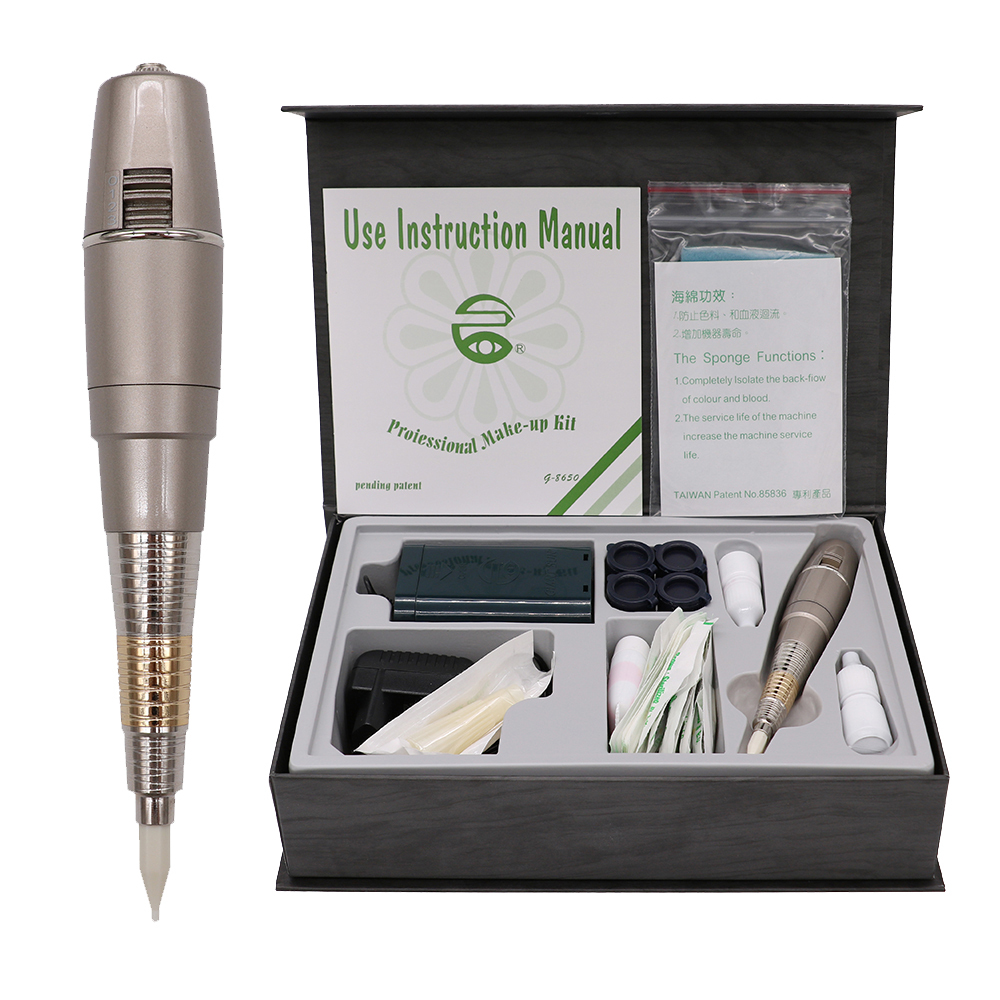 Use Instruction Manual
®
Proiessional Make-up Kit
pending patent
G-8650
海綿功效：
1.防止色料、和血液迴流。
2.增加機器壽命。
The Sponge Functions：
1.Completely Isolate the back-fiow
of colour and blood.
2.The service life of the machine
increase the machine service
life.
TAIWAN Patent No.85836 專利產品